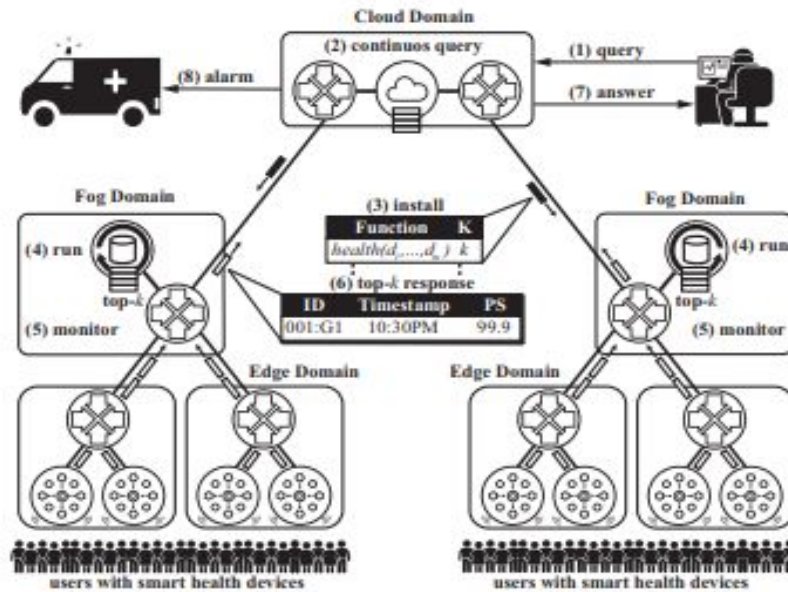 Cloud Domain
(2) continuos query
(1) query
(8) alarm
(7) answer
Fog Domain
(3) install
Fog Domain
Function K
(4) run
health(d,...,d) k
(4) run
(6) top-k response
top-k
ID Timestamp PS
top-k
(5) monitor
001:G1 10:30PM 99.9
(5) monitor
Edge Domain
Edge Domain
users with smart health devices
users with smart health devices